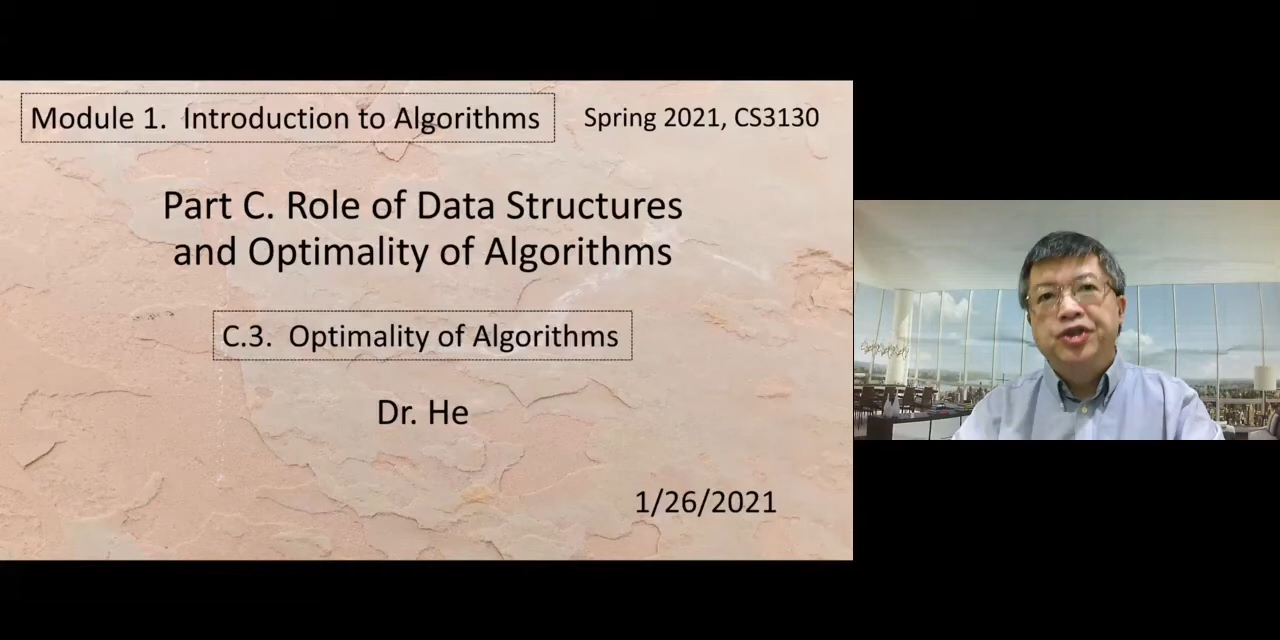 Module 1. Introduction to Algorithms
Spring 2021, CS3130
Part C. Role of Data Structures
and Optimality of Algorithms
C.3. Optimality of Algorithms
Dr. He
1/26/2021